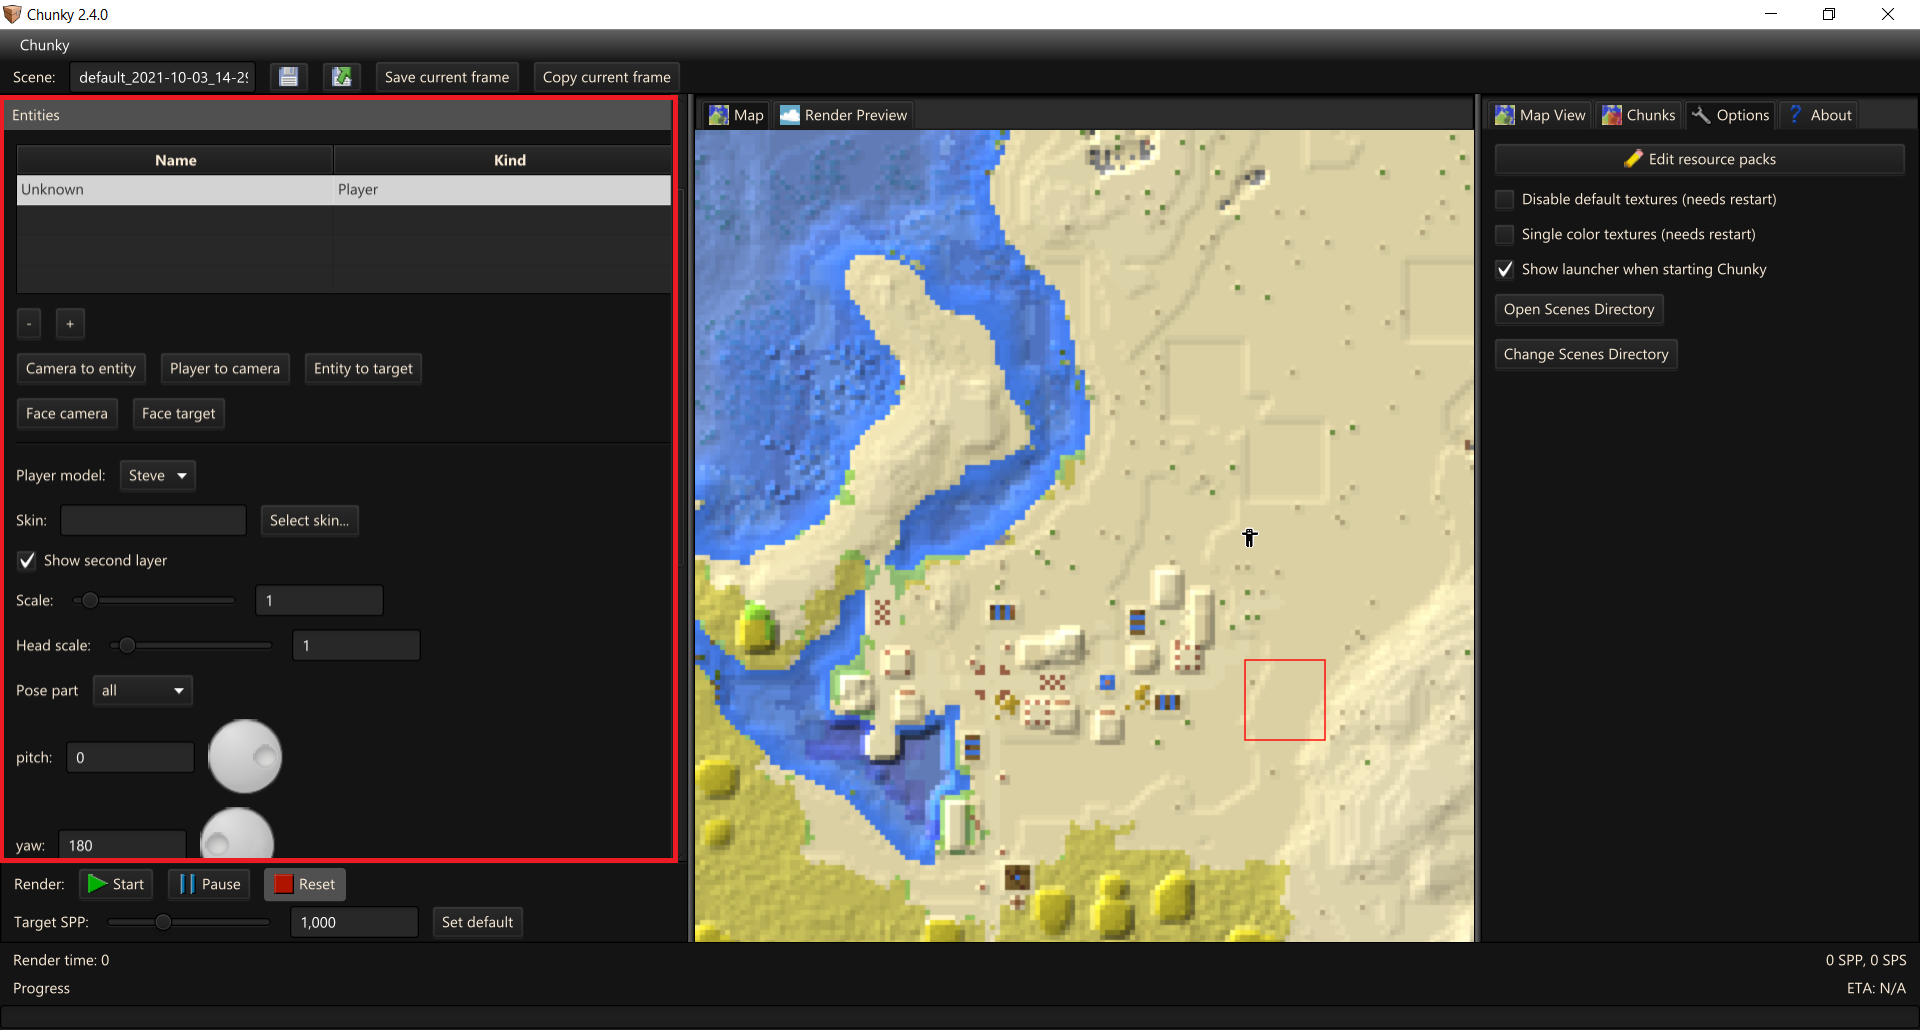 Chunky 2.4.0
Chunky
Scene: default_2021-10-03_14-29 Save current frame Copy current frame
Entities
Name Kind
Unknown Player
- +
Camera to entity Player to camera Entity to target
Face camera Face target
Player model: Steve
Skin: Select skin...
Show second layer
Scale: 1
Head scale: 1
Pose part all
pitch: 0
yaw: 180
Render: Start Pause Reset
Target SPP: 1,000 Set default
Map Render Preview
Map View Chunks Options ? About
Edit resource packs
Disable default textures (needs restart)
Single color textures (needs restart)
Show launcher when starting Chunky
Open Scenes Directory
Change Scenes Directory
Render time: 0 0 SPP, 0 SPS
Progress ETA: N/A